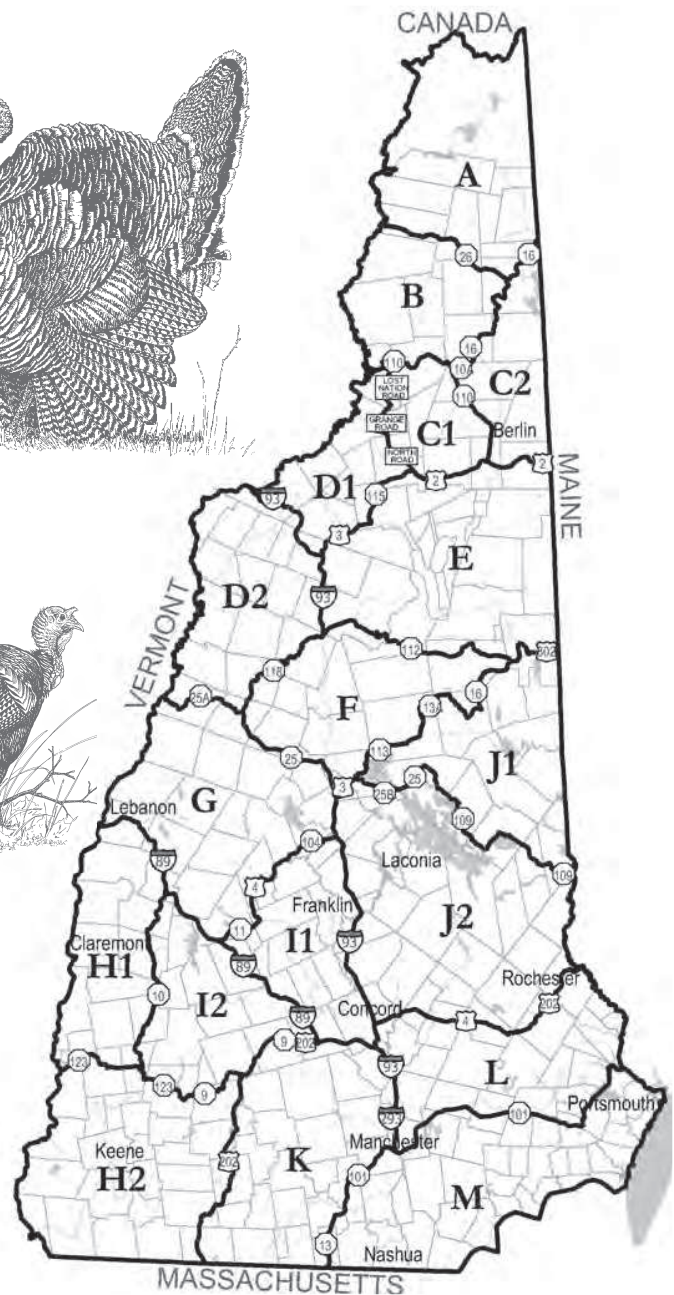 CANADA
A
26
16
B
16
110
110A
C2
LOST
NATION
ROAD
110
GRANGE
ROAD
C1
Berlin
NORTH
ROAD
2
2
MAINE
D1
115
93
3
E
D2
93
VERMONT
112
202
118
F
16
25A
13A
113
J1
25
25
3
25B
G
109
Lebanon
104
Laconia
89
109
4
Franklin
11
I1
J2
93
Claremont
89
H1
Rochester
10
I2
202
89
Concord
4
9
202
123
93
L
123
9
Portsmouth
293
101
Keene
Manchester
K
202
H2
101
M
13
Nashua
MASSACHUSETTS